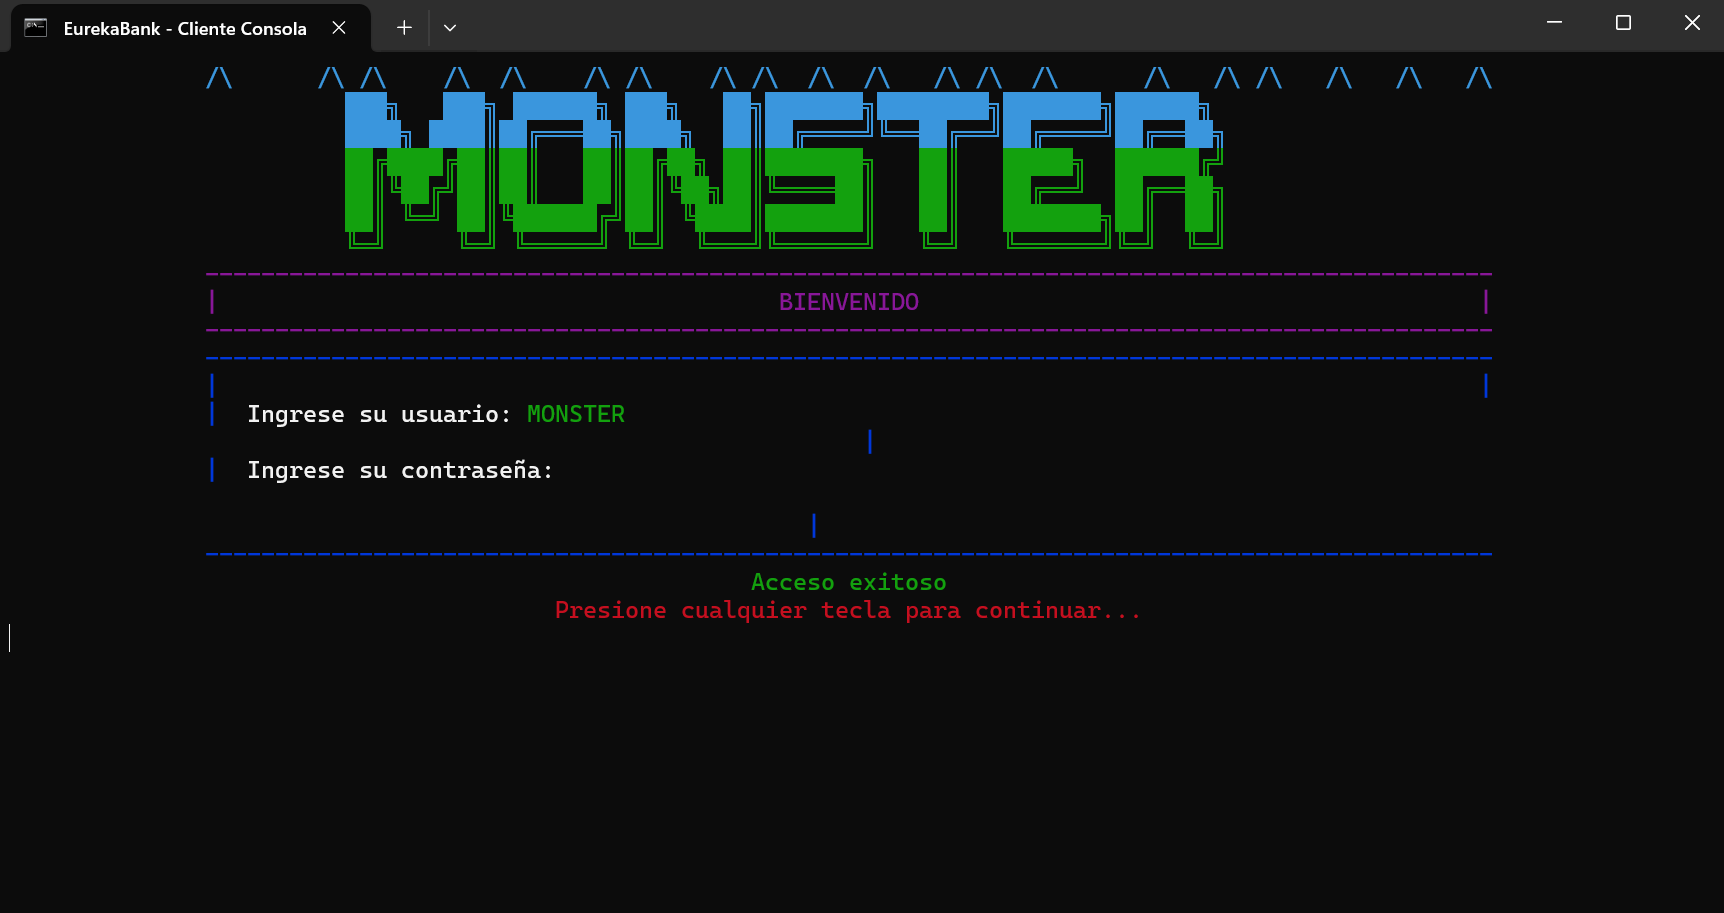 EurekaBank - Cliente Consola
MONSTER
BIENVENIDO
Ingrese su usuario: MONSTER
Ingrese su contraseña:
Acceso exitoso
Presione cualquier tecla para continuar...